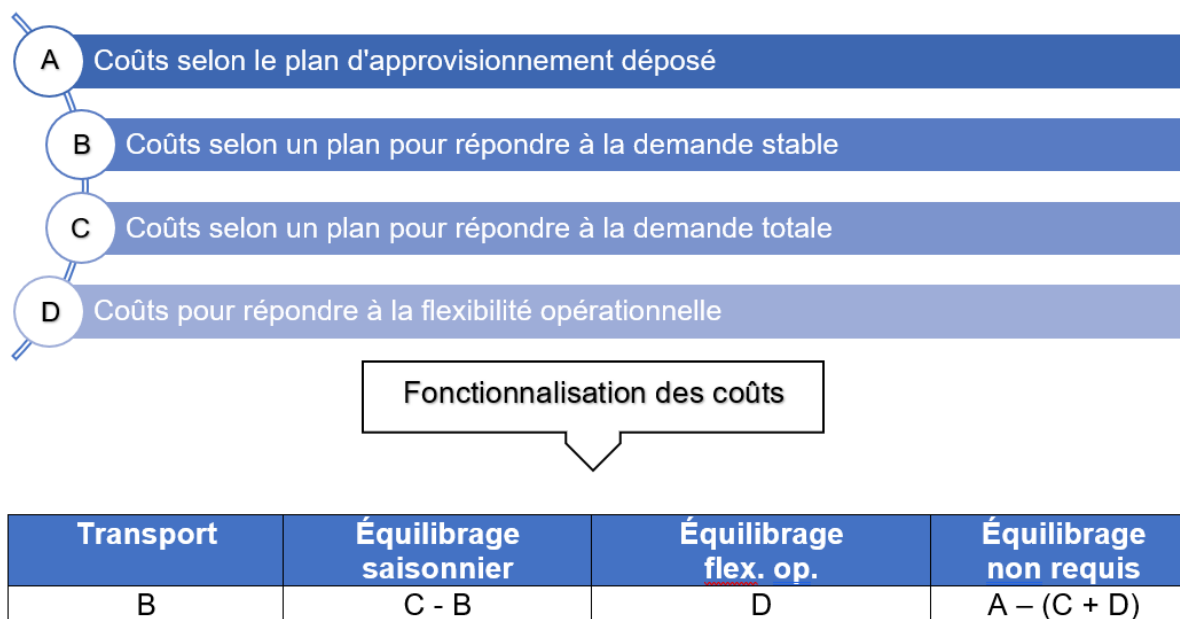 A Coûts selon le plan d'approvisionnement déposé
B Coûts selon un plan pour répondre à la demande stable
C Coûts selon un plan pour répondre à la demande totale
D Coûts pour répondre à la flexibilité opérationnelle
Fonctionnalisation des coûts
Transport Équilibrage Équilibrage Équilibrage
saisonnier flex. op. non requis
B C - B D A – (C + D)